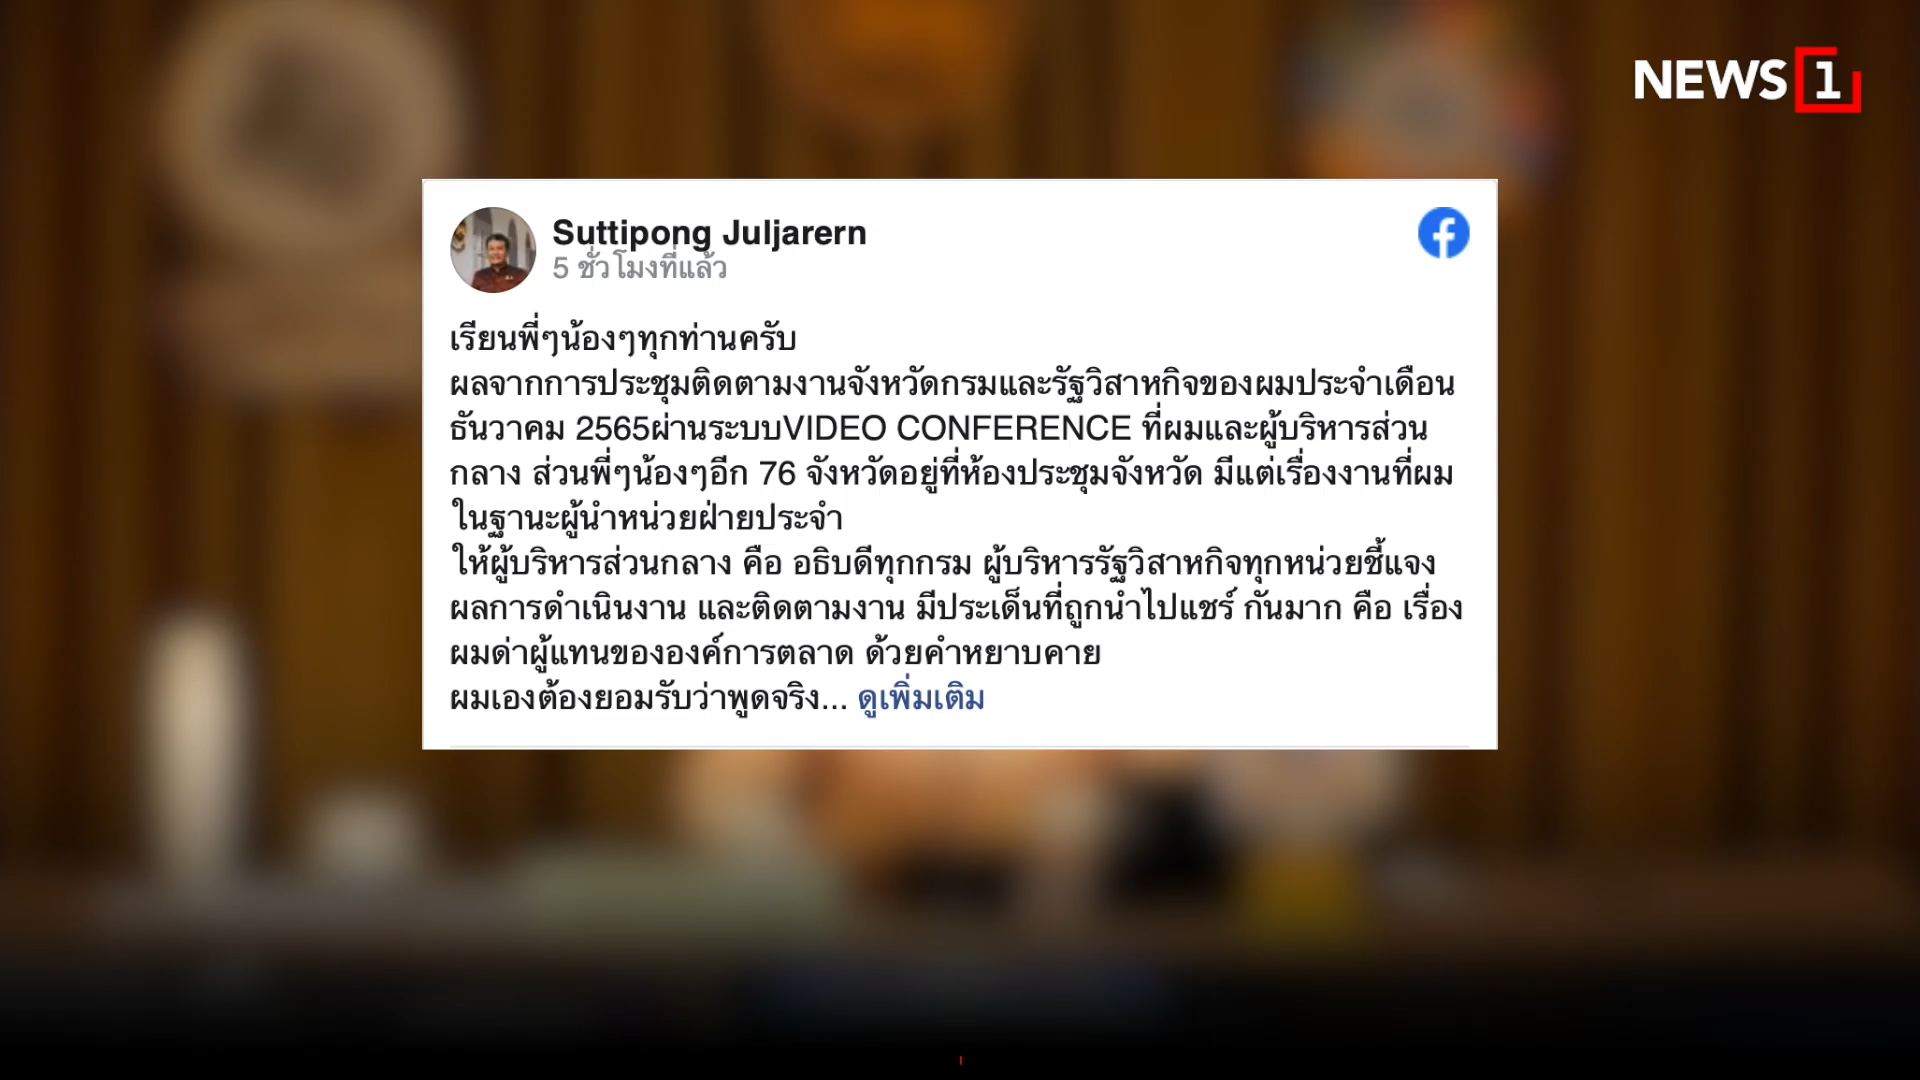 NEWS 1
Suttipong Juljarern
5 ชั่วโมงที่แล้ว
เรียนพี่ๆน้องๆทุกท่านครับ
ผลจากการประชุมติดตามงานจังหวัดกรมและรัฐวิสาหกิจของผมประจำเดือน
ธันวาคม 2565ผ่านระบบVIDEO CONFERENCE ที่ผมและผู้บริหารส่วน
กลาง ส่วนพี่ๆน้องๆอีก 76 จังหวัดอยู่ที่ห้องประชุมจังหวัด มีแต่เรื่องงานที่ผม
ในฐานะผู้นำหน่วยฝ่ายประจำ
ให้ผู้บริหารส่วนกลาง คือ อธิบดีทุกกรม ผู้บริหารรัฐวิสาหกิจทุกหน่วยชี้แจง
ผลการดำเนินงาน และติดตามงาน มีประเด็นที่ถูกนำไปแชร์ กันมาก คือ เรื่อง
ผมด่าผู้แทนขององค์การตลาด ด้วยคำหยาบคาย
ผมเองต้องยอมรับว่าพูดจริง... ดูเพิ่มเติม